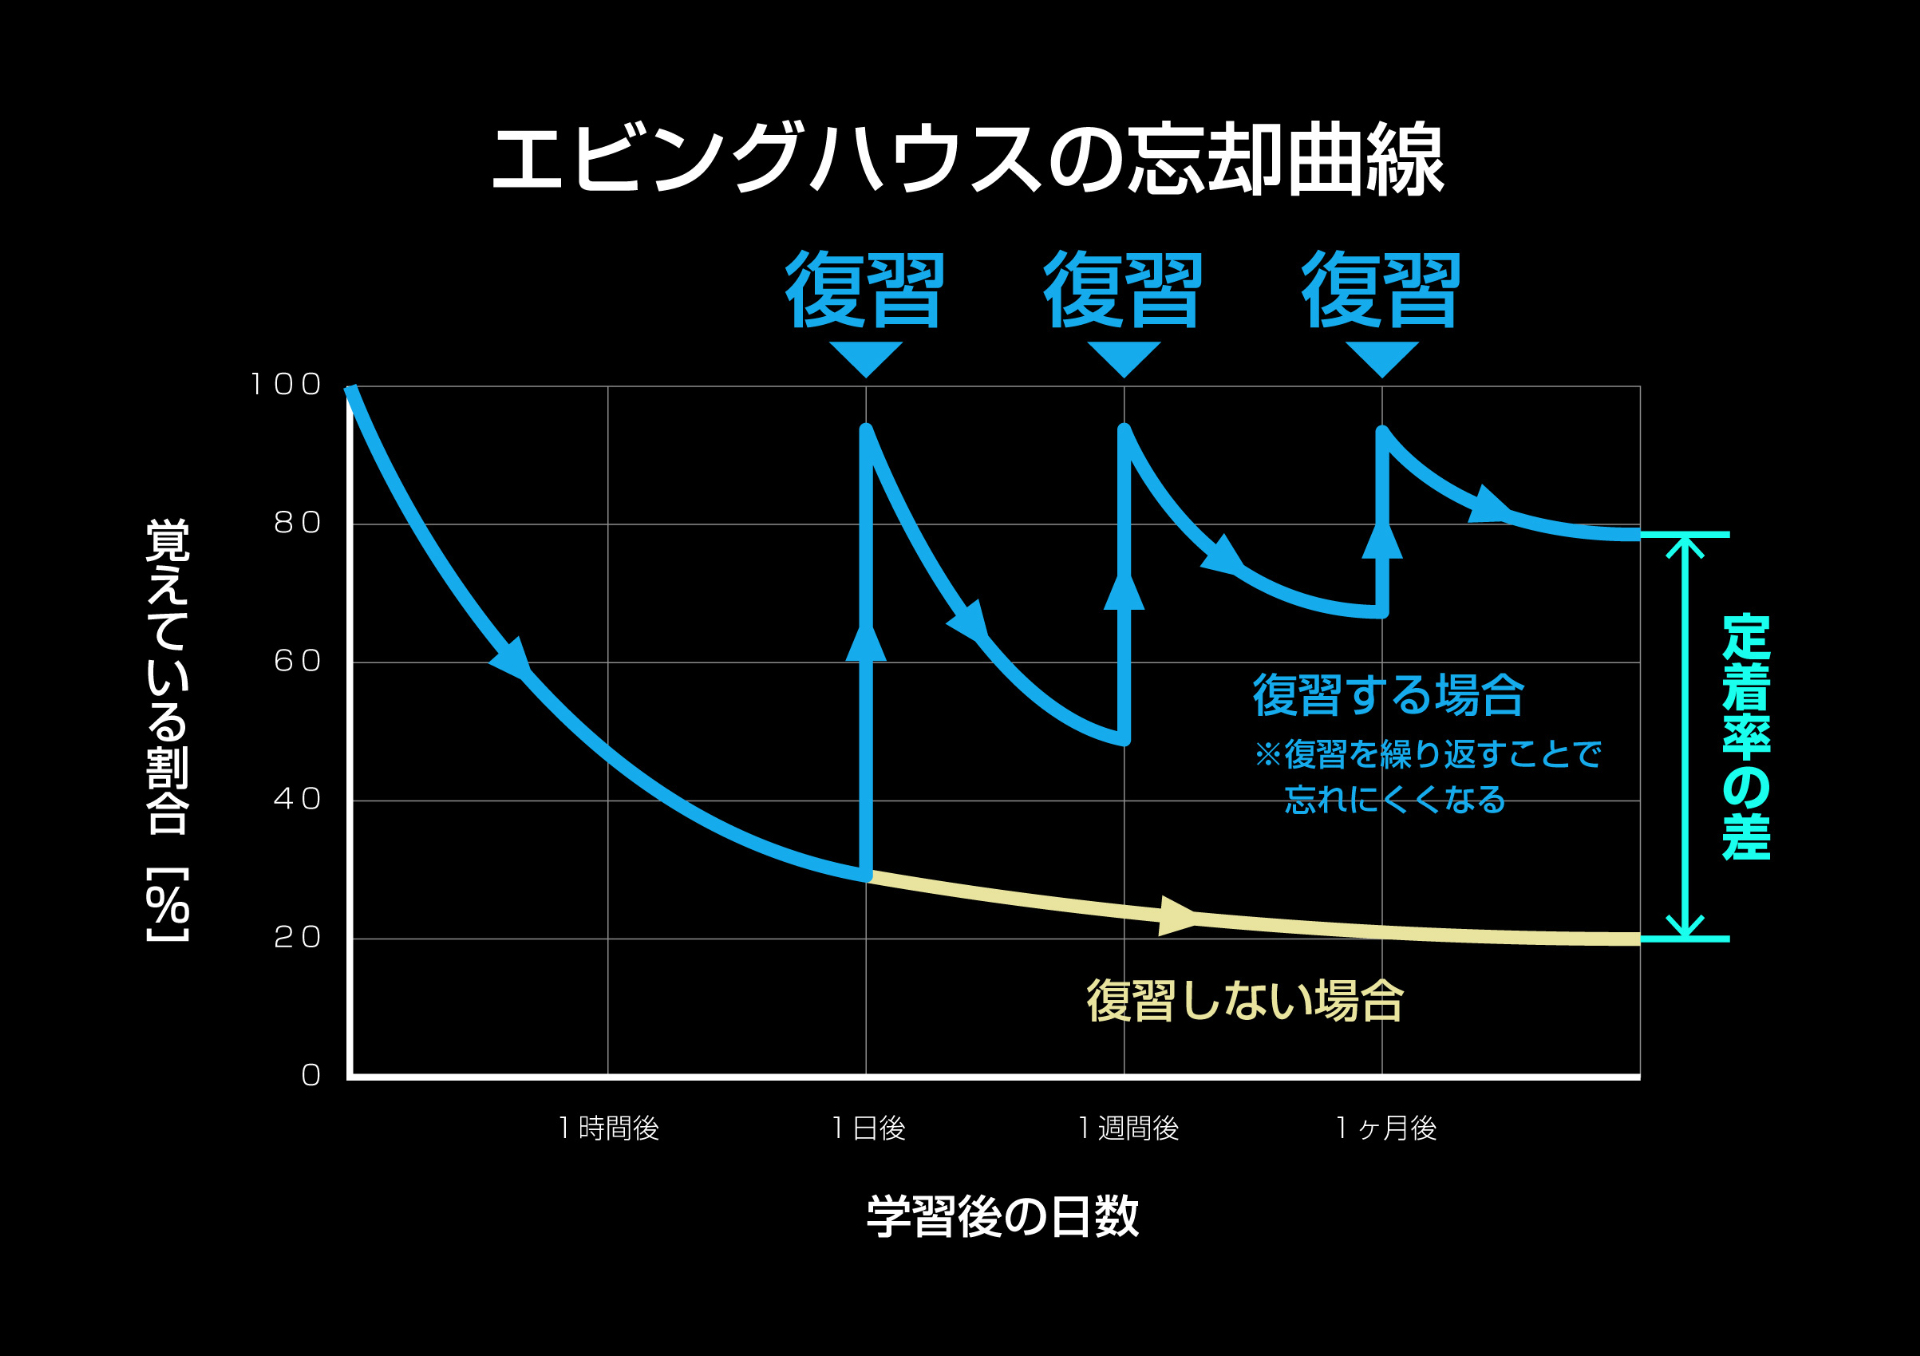 エビングハウスの忘却曲線
復習 復習 復習
100
80
60
40
20
0
覚えている割合 [%]
復習する場合
※復習を繰り返すことで
忘れにくくなる
復習しない場合
定着率の差
1時間後 1日後 1週間後 1ヶ月後
学習後の日数